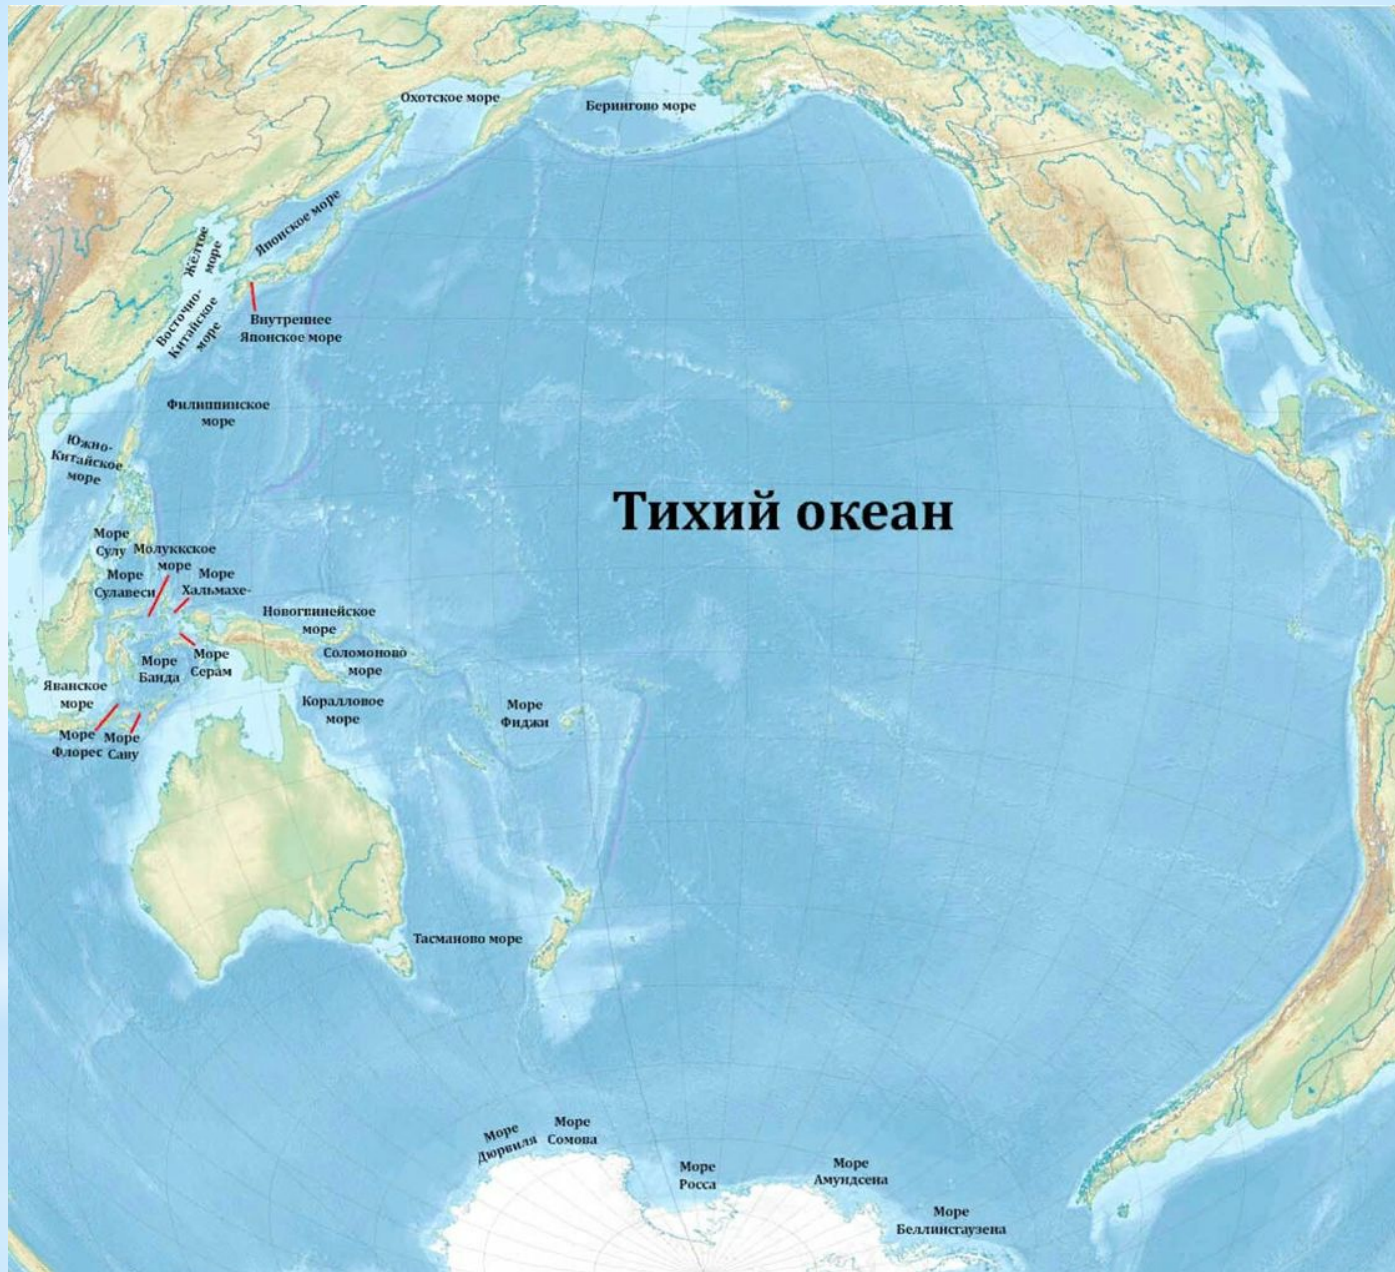 Охотское море
Берингово море
Японское море
Жёлтое
море
Восточно-
Китайское
море
Внутреннее
Японское море
Филиппинское
море
Южно-
Китайское
море
Тихий океан
Море
Сулу
Молуккское
море
Море
Сулавеси
Море
Хальмахе-
Новогвинейское
море
Соломоново
море
Море
Банда
Море
Серам
Яванское
море
Коралловое
море
Море
Фиджи
Море
Флорес
Море
Саву
Тасманово море
Море
Дюрвиля
Море
Сомова
Море
Росса
Море
Амундсена
Море
Беллинсгаузена